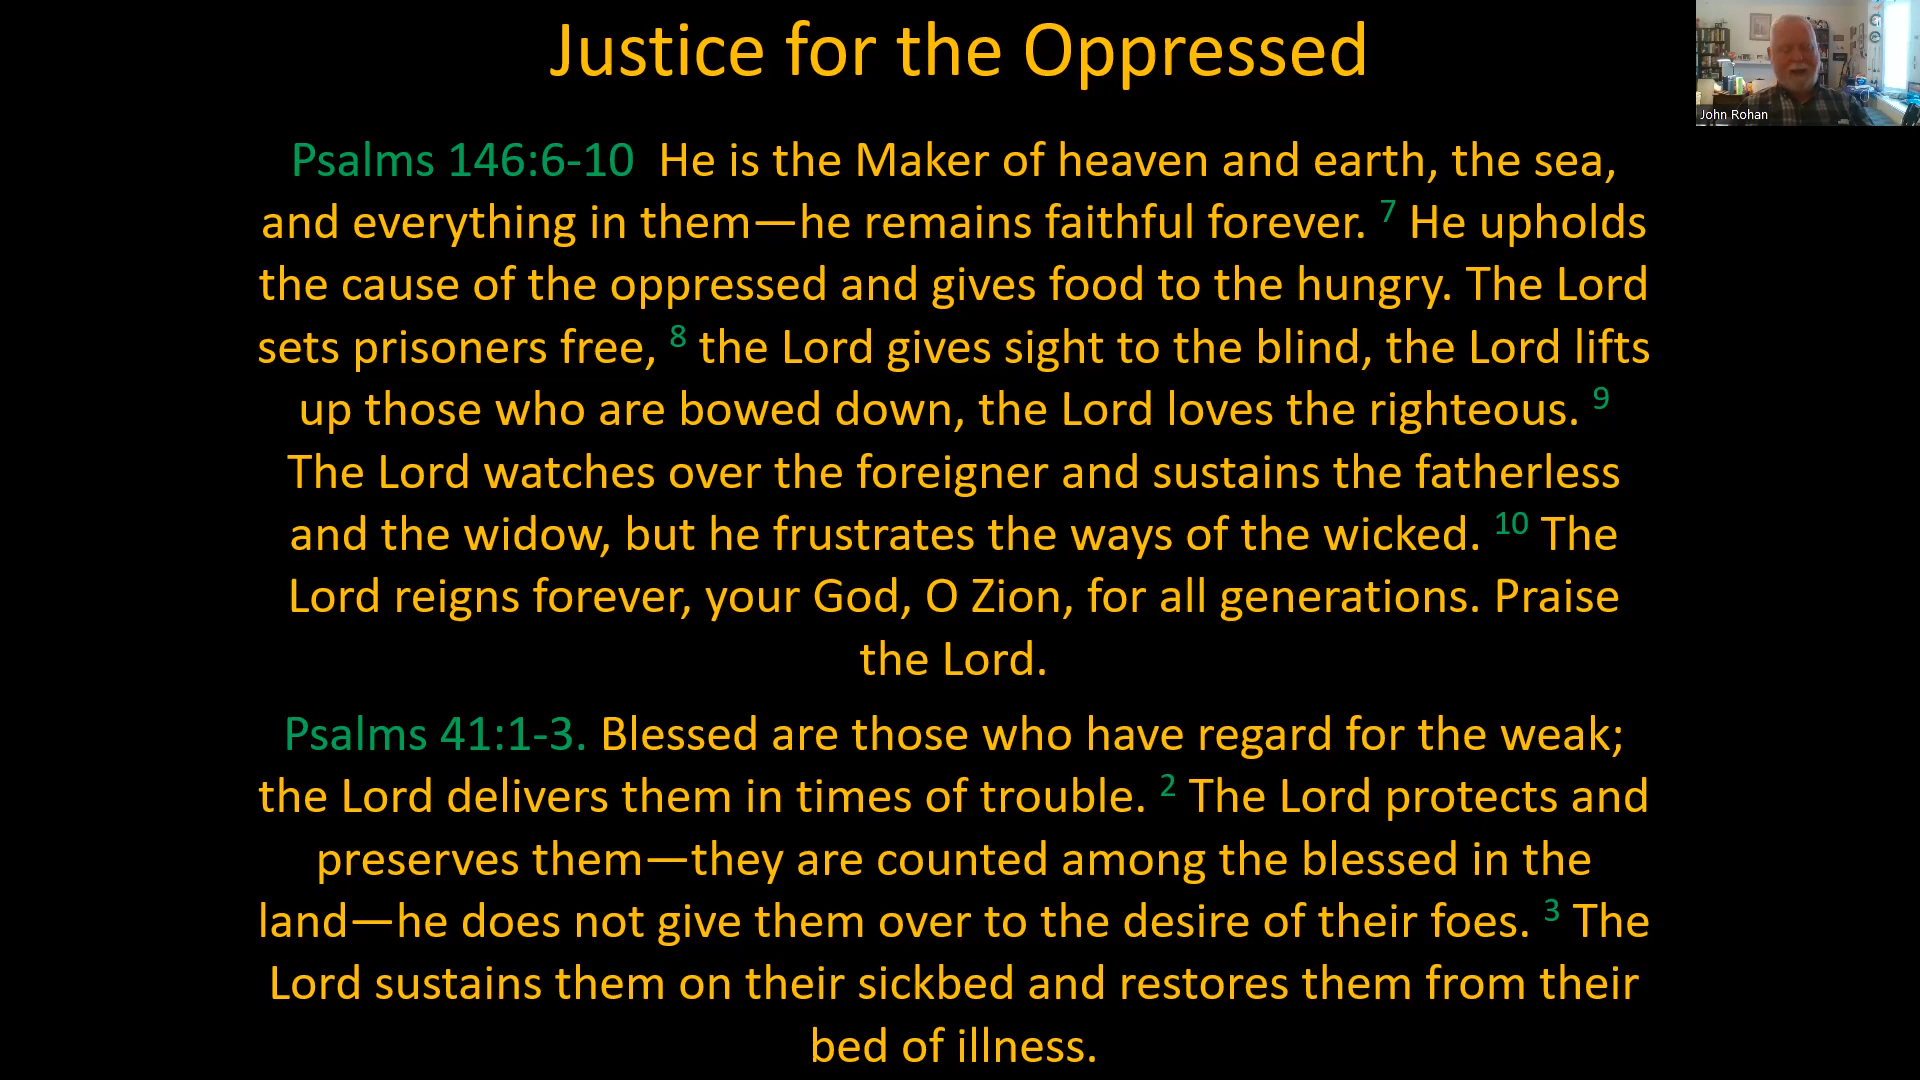 Justice for the Oppressed
John Rohan
Psalms 146:6-10 He is the Maker of heaven and earth, the sea,
and everything in them—he remains faithful forever. 7 He upholds
the cause of the oppressed and gives food to the hungry. The Lord
sets prisoners free, 8 the Lord gives sight to the blind, the Lord lifts
up those who are bowed down, the Lord loves the righteous. 9
The Lord watches over the foreigner and sustains the fatherless
and the widow, but he frustrates the ways of the wicked. 10 The
Lord reigns forever, your God, O Zion, for all generations. Praise
the Lord.
Psalms 41:1-3. Blessed are those who have regard for the weak;
the Lord delivers them in times of trouble. 2 The Lord protects and
preserves them—they are counted among the blessed in the
land—he does not give them over to the desire of their foes. 3 The
Lord sustains them on their sickbed and restores them from their
bed of illness.